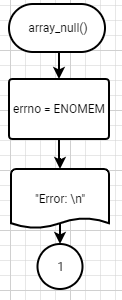 array_null()
errno = ENOMEM
"Error: \n"
1